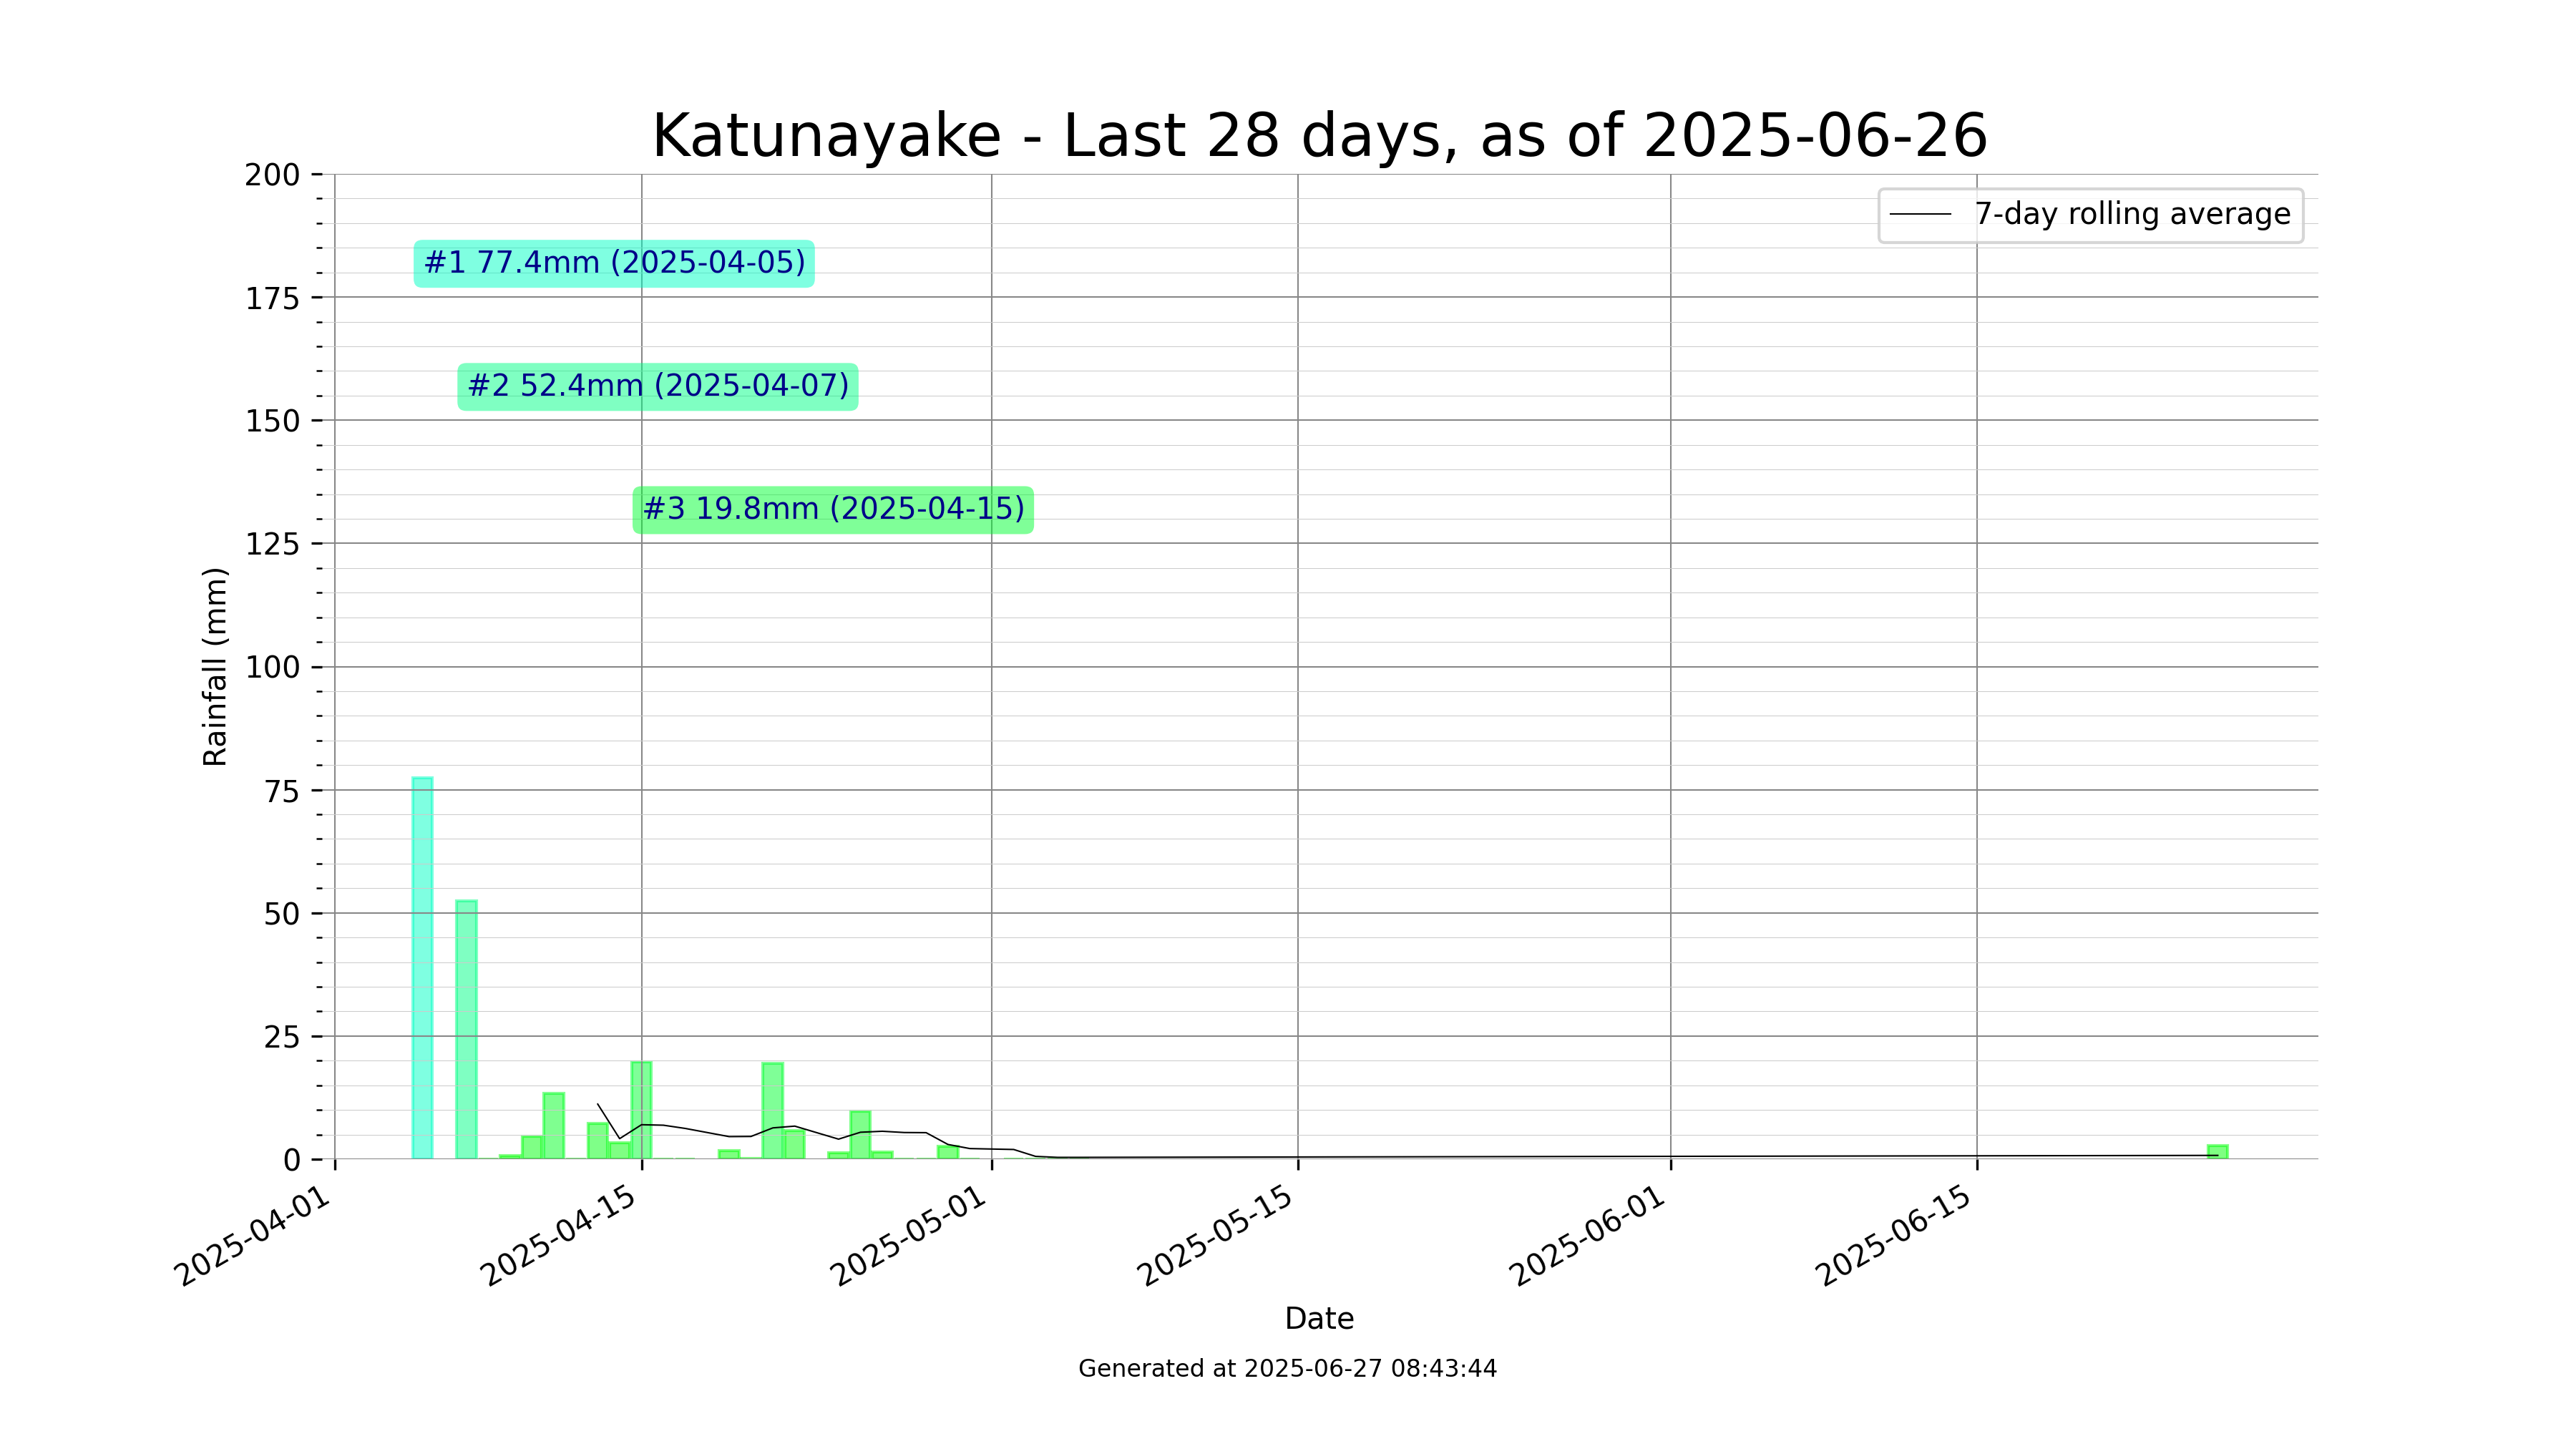 Katunayake - Last 28 days, as of 2025-06-26
200
175
150
125
100
75
50
25
0
Rainfall (mm)
7-day rolling average
#1 77.4mm (2025-04-05)
#2 52.4mm (2025-04-07)
#3 19.8mm (2025-04-15)
2025-04-01
2025-04-15
2025-05-01
2025-05-15
2025-06-01
2025-06-15
Date
Generated at 2025-06-27 08:43:44